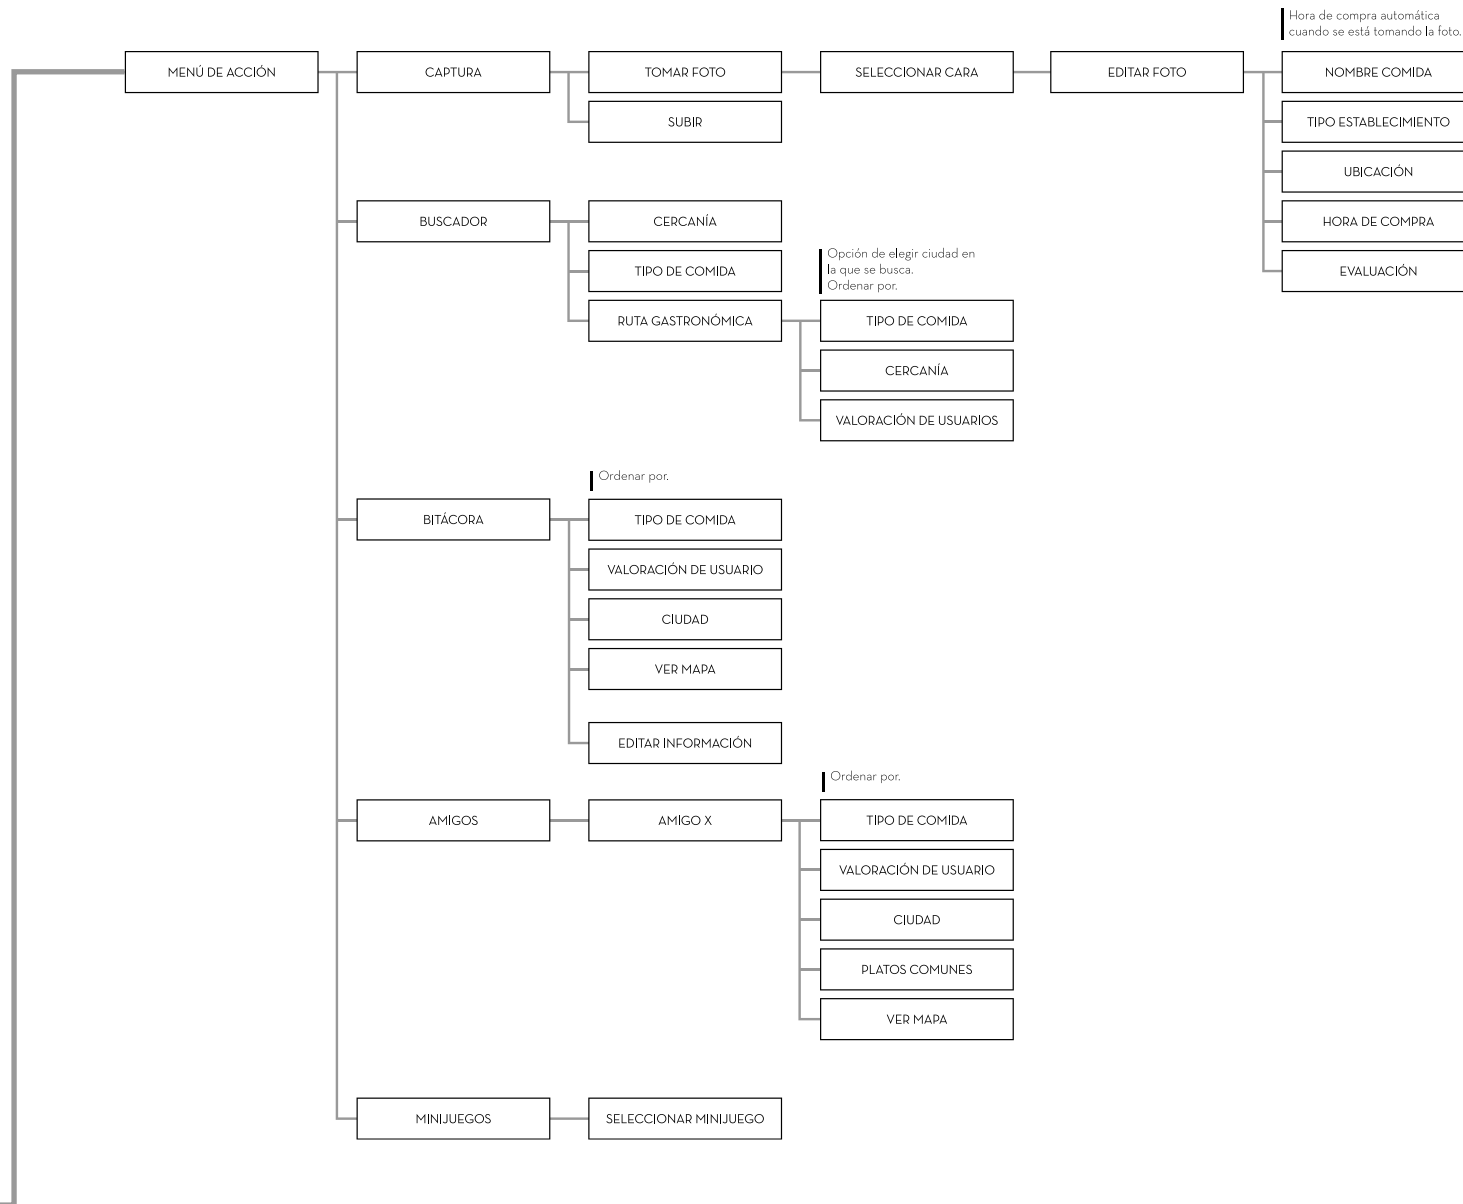 Hora de compra automática
cuando se está tomando la foto.
MENÚ DE ACCIÓN
CAPTURA
TOMAR FOTO
SELECCIONAR CARA
EDITAR FOTO
NOMBRE COMIDA
SUBIR
TIPO ESTABLECIMIENTO
UBICACIÓN
HORA DE COMPRA
EVALUACIÓN
BUSCADOR
CERCANÍA
TIPO DE COMIDA
RUTA GASTRONÓMICA
Opción de elegir ciudad en
la que se busca.
Ordenar por.
TIPO DE COMIDA
CERCANÍA
VALORACIÓN DE USUARIOS
Ordenar por.
BITÁCORA
TIPO DE COMIDA
VALORACIÓN DE USUARIO
CIUDAD
VER MAPA
EDITAR INFORMACIÓN
Ordenar por.
AMIGOS
AMIGO X
TIPO DE COMIDA
VALORACIÓN DE USUARIO
CIUDAD
PLATOS COMUNES
VER MAPA
MINIJUEGOS
SELECCIONAR MINIJUEGO